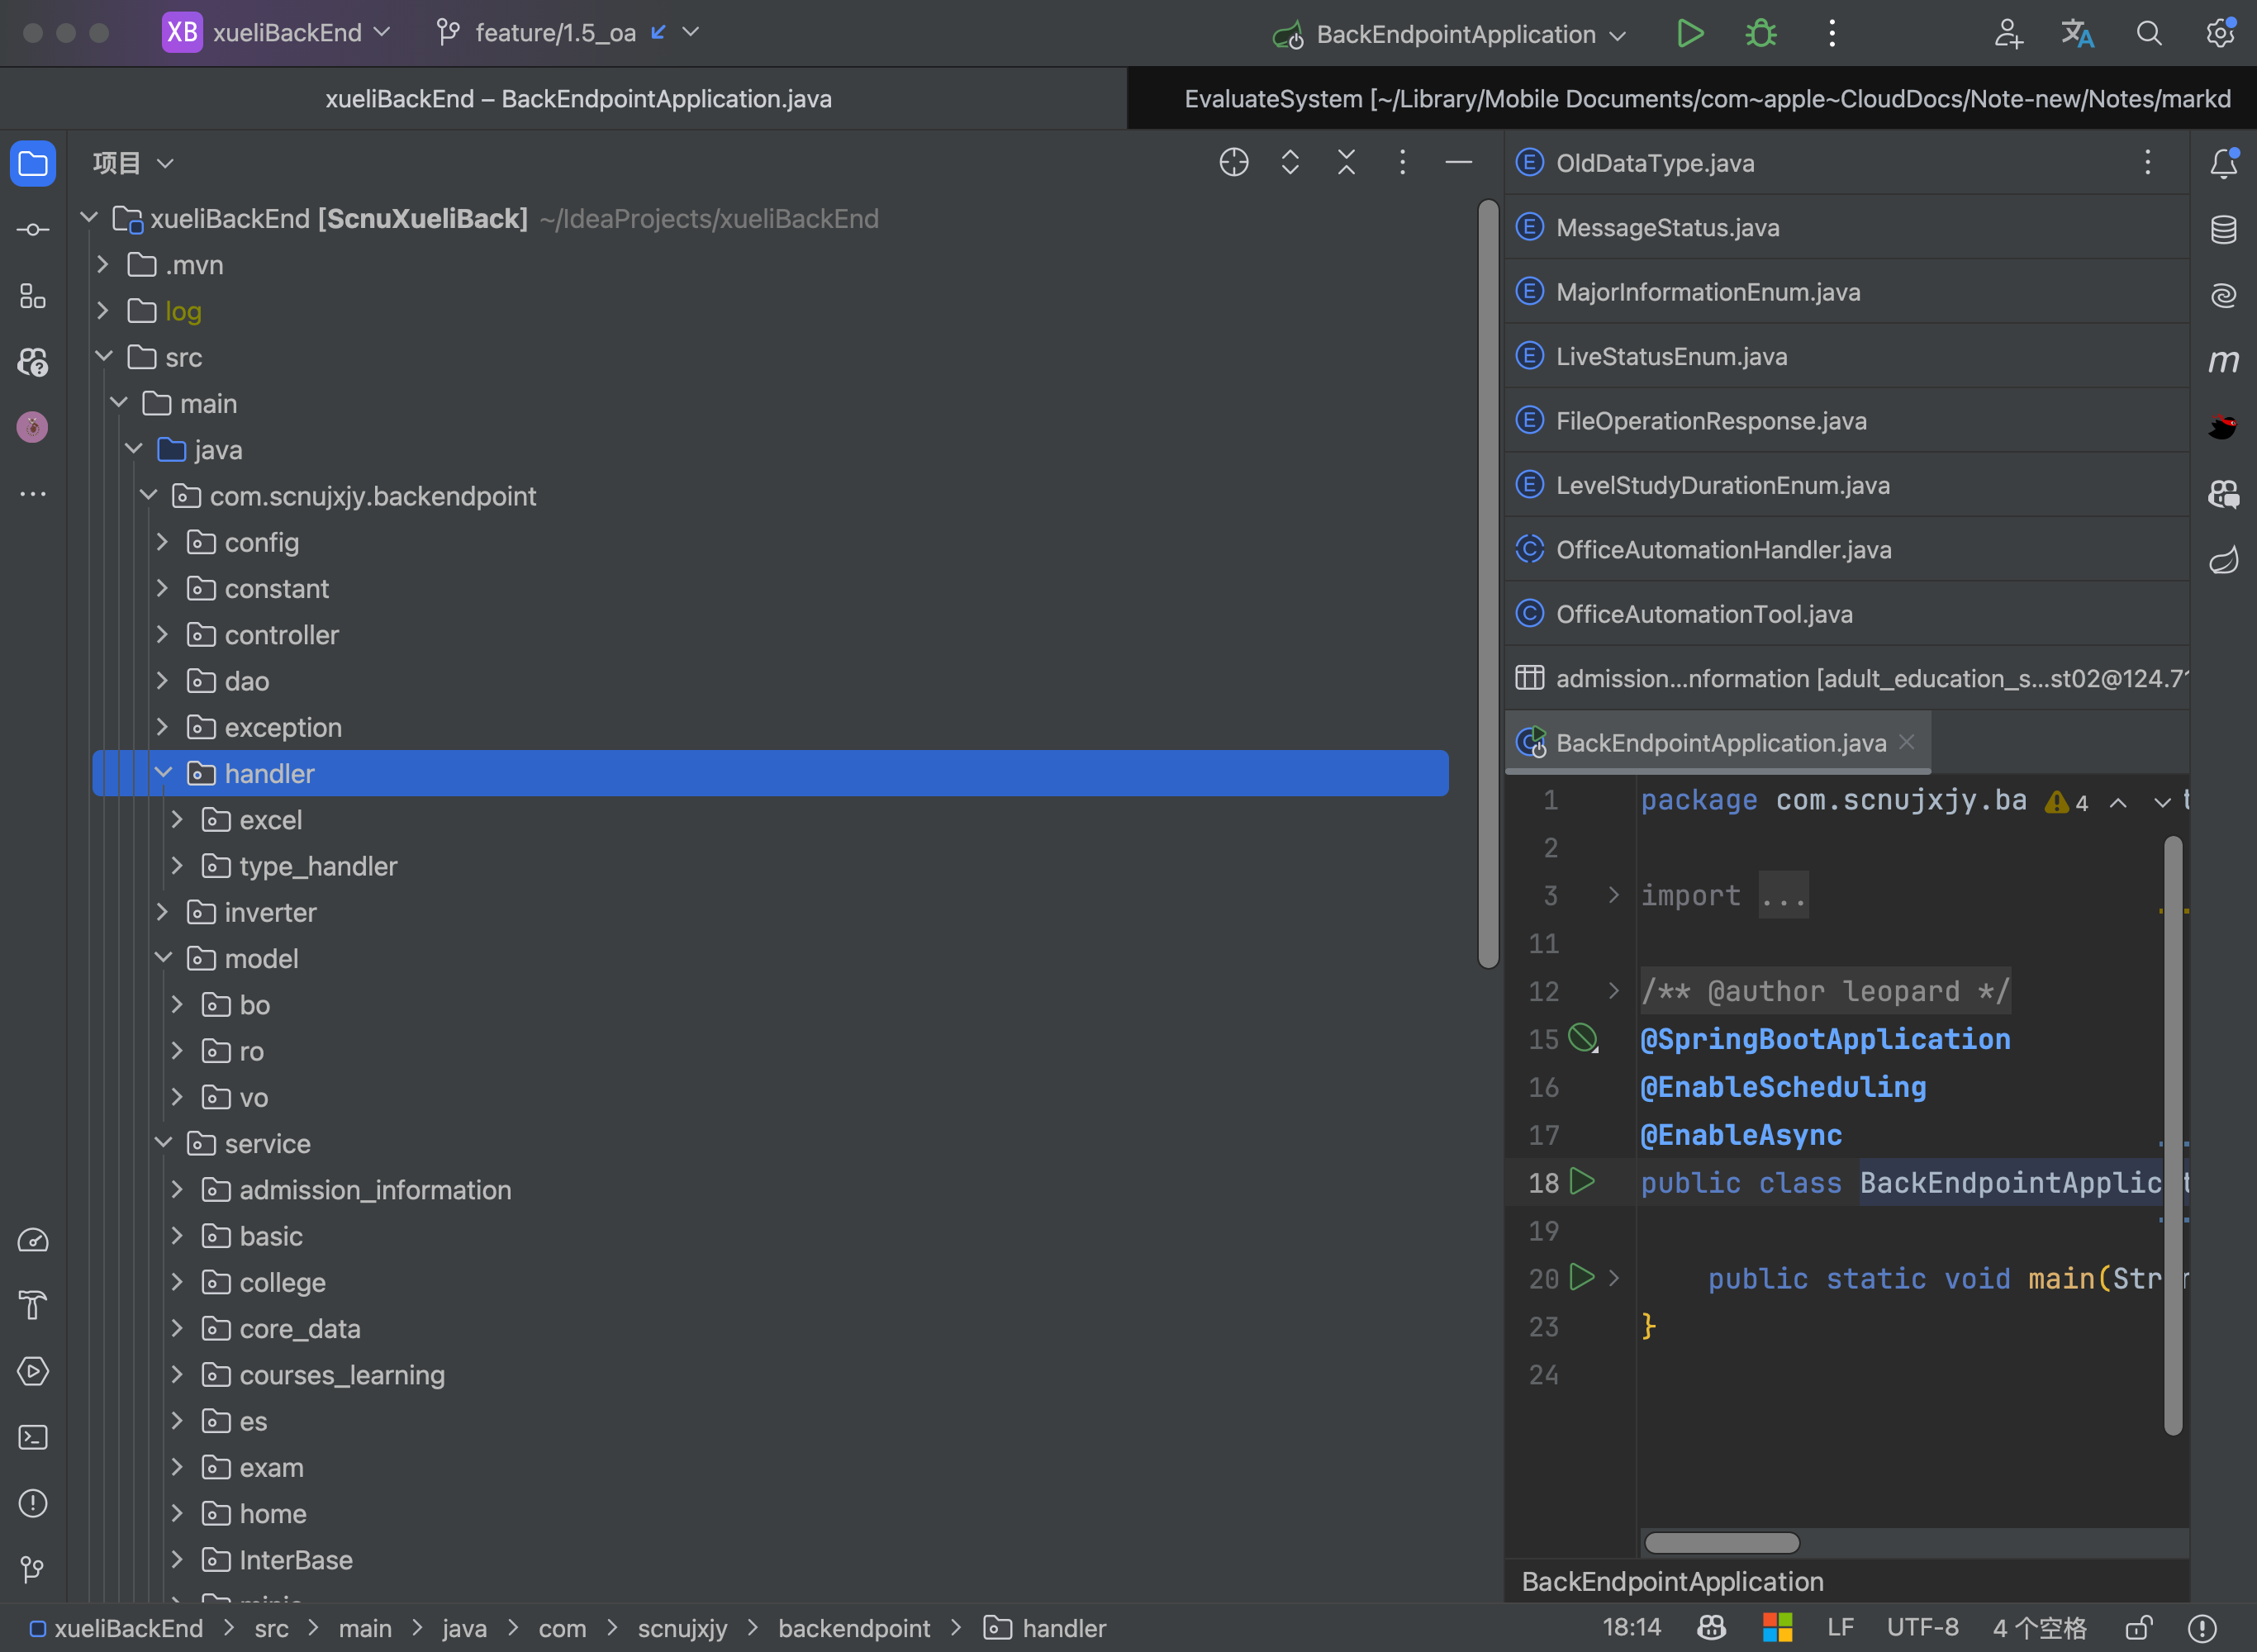 XB xueliBackEnd feature/1.5_oa BackEndpointApplication
xueliBackEnd – BackEndpointApplication.java
EvaluateSystem [~/Library/Mobile Documents/com~apple~CloudDocs/Note-new/Notes/markd
项目
xueliBackEnd [ScnuXueliBack] ~/IdeaProjects/xueliBackEnd
.mvn
log
src
main
java
com.scnujxjy.backendpoint
config
constant
controller
dao
exception
handler
excel
type_handler
inverter
model
bo
ro
vo
service
admission_information
basic
college
core_data
courses_learning
es
exam
home
InterBase
OldDataType.java
MessageStatus.java
MajorInformationEnum.java
LiveStatusEnum.java
FileOperationResponse.java
LevelStudyDurationEnum.java
OfficeAutomationHandler.java
OfficeAutomationTool.java
admission...nformation [adult_education_s...st02@124.71
BackEndpointApplication.java
1 package com.scnujxjy.ba 4
2
3 import ...
11
12 /** @author leopard */
15 @SpringBootApplication
16 @EnableScheduling
17 @EnableAsync
18 public class BackEndpointApplic
19
20 public static void main(Str
23 }
24
BackEndpointApplication
xueliBackEnd > src > main > java > com > scnujxjy > backendpoint > handler
18:14 LF UTF-8 4 个空格